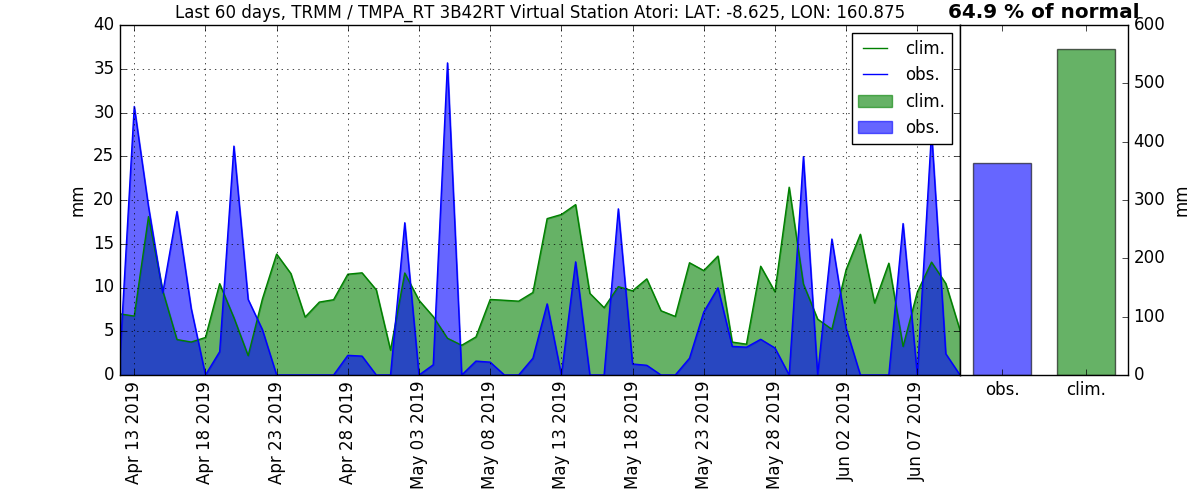 Last 60 days, TRMM / TMPA_RT 3B42RT Virtual Station Atori: LAT: -8.625, LON: 160.875
64.9 % of normal
40
35
30
25
20
15
10
5
0
mm
clim.
obs.
clim.
obs.
600
500
400
300
200
100
0
mm
obs.
clim.
Apr 13 2019
Apr 18 2019
Apr 23 2019
Apr 28 2019
May 03 2019
May 08 2019
May 13 2019
May 18 2019
May 23 2019
May 28 2019
Jun 02 2019
Jun 07 2019